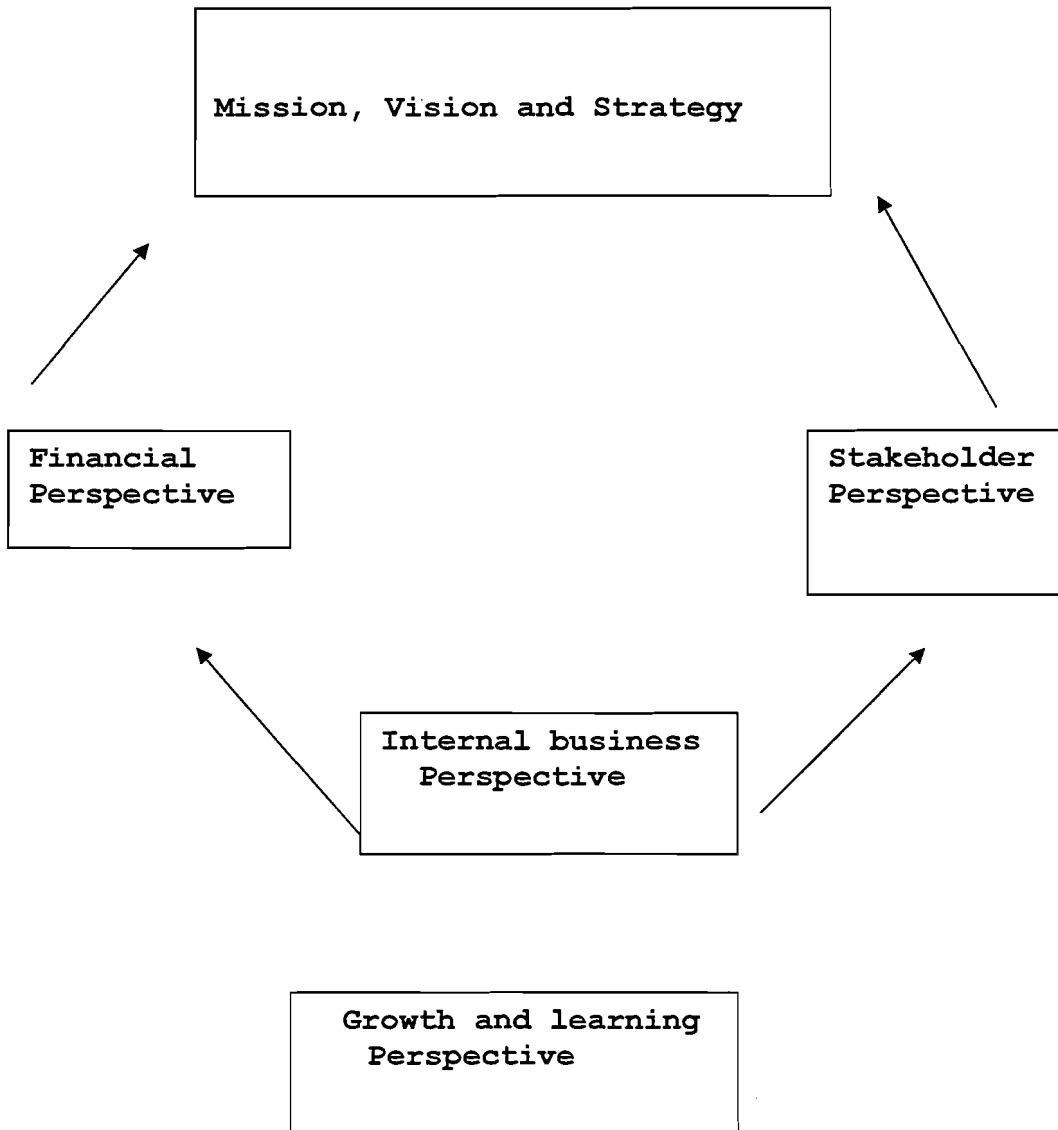 Mission, Vision and Strategy
Financial
Perspective
Stakeholder
Perspective
Internal business
Perspective
Growth and learning
Perspective